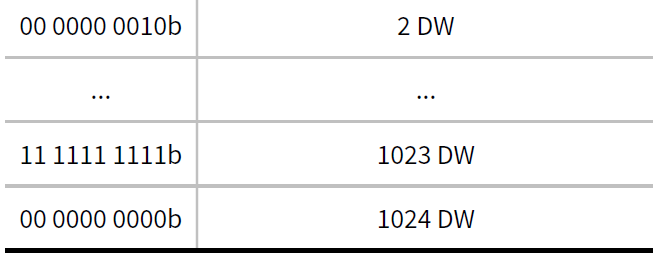 00 0000 0010b 2 DW
... ...
11 1111 1111b 1023 DW
00 0000 0000b 1024 DW